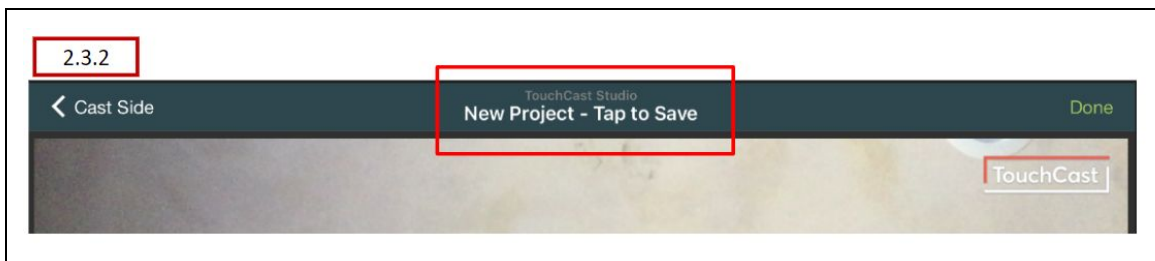 2.3.2
Cast Side
TouchCast Studio
New Project - Tap to Save
Done
TouchCast